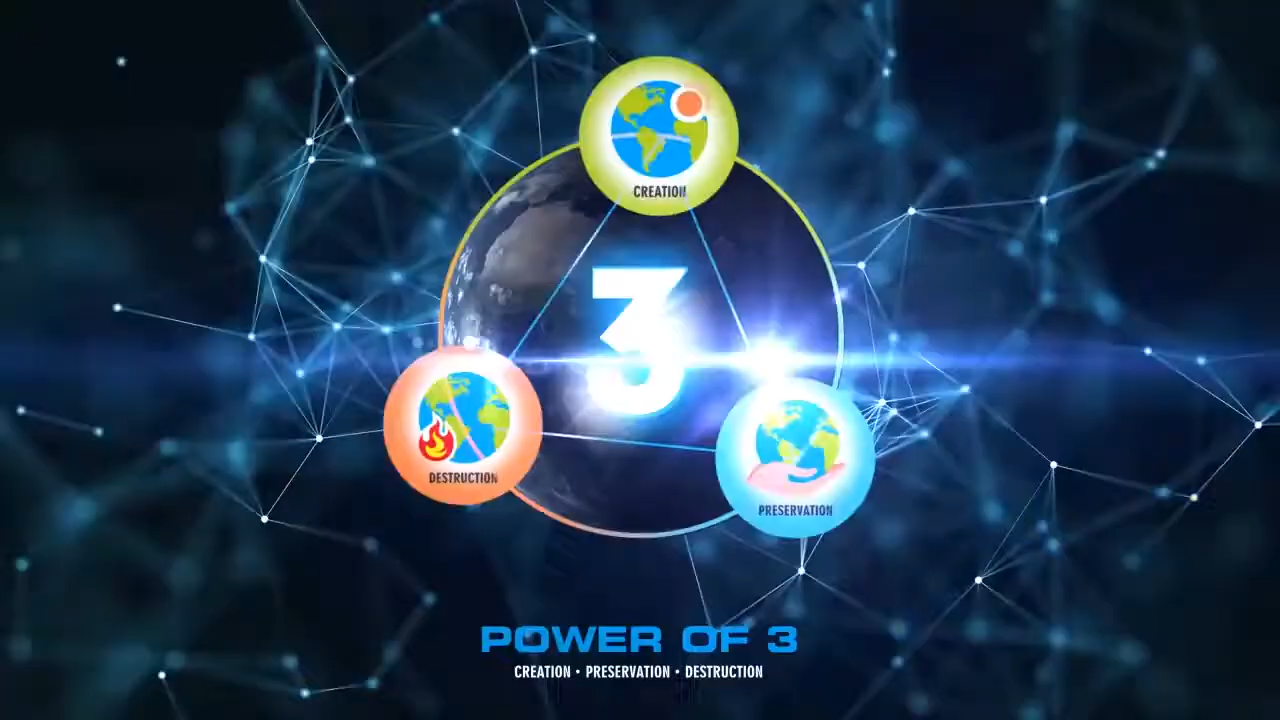 CREATION
3
DESTRUCTION
PRESERVATION
POWER OF 3
CREATION • PRESERVATION • DESTRUCTION